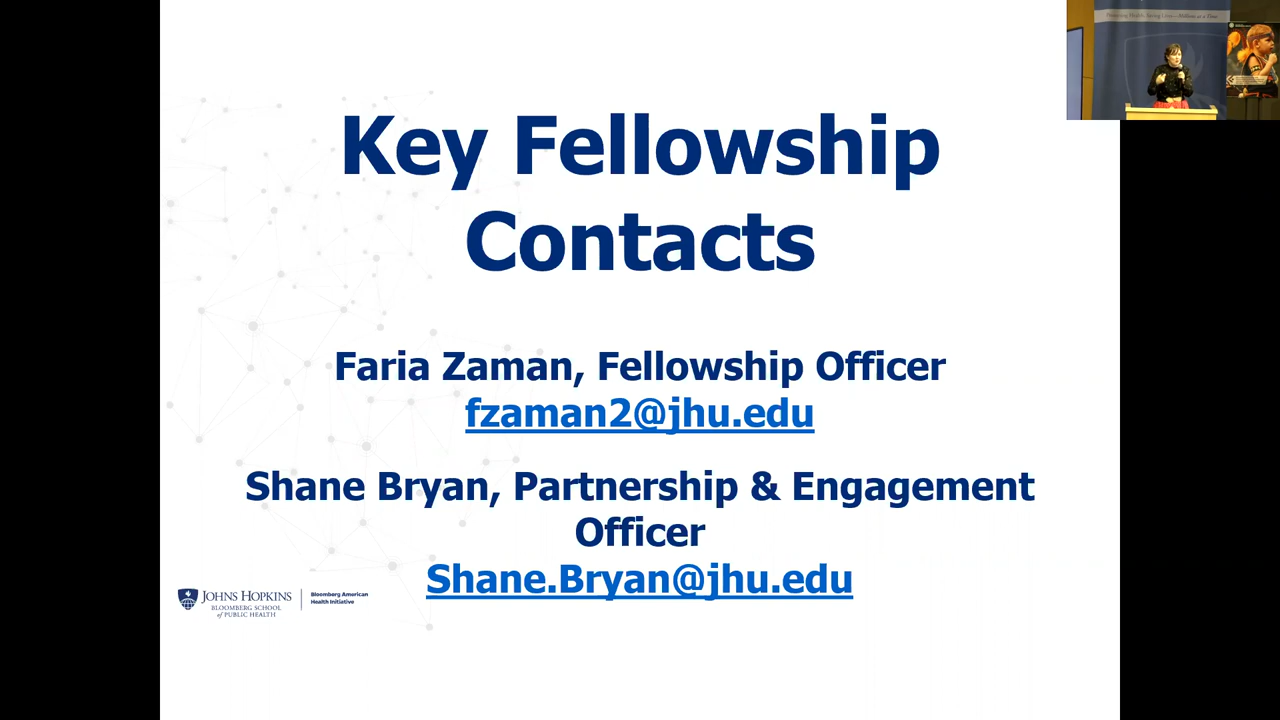 Key Fellowship
Contacts
Faria Zaman, Fellowship Officer
fzaman2@jhu.edu
Shane Bryan, Partnership & Engagement
Officer
Shane.Bryan@jhu.edu
JOHNS HOPKINS
BLOOMBERG SCHOOL
of PUBLIC HEALTH
Bloomberg American
Health Initiative